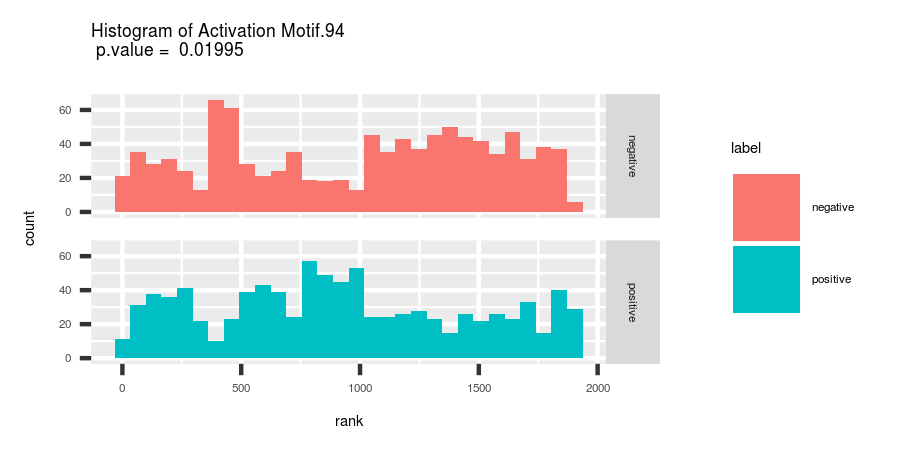 Histogram of Activation Motif.94
p.value = 0.01995
60
40
20
0
negative
count
60
40
20
0
positive
0 500 1000 1500 2000
rank
label
negative
positive